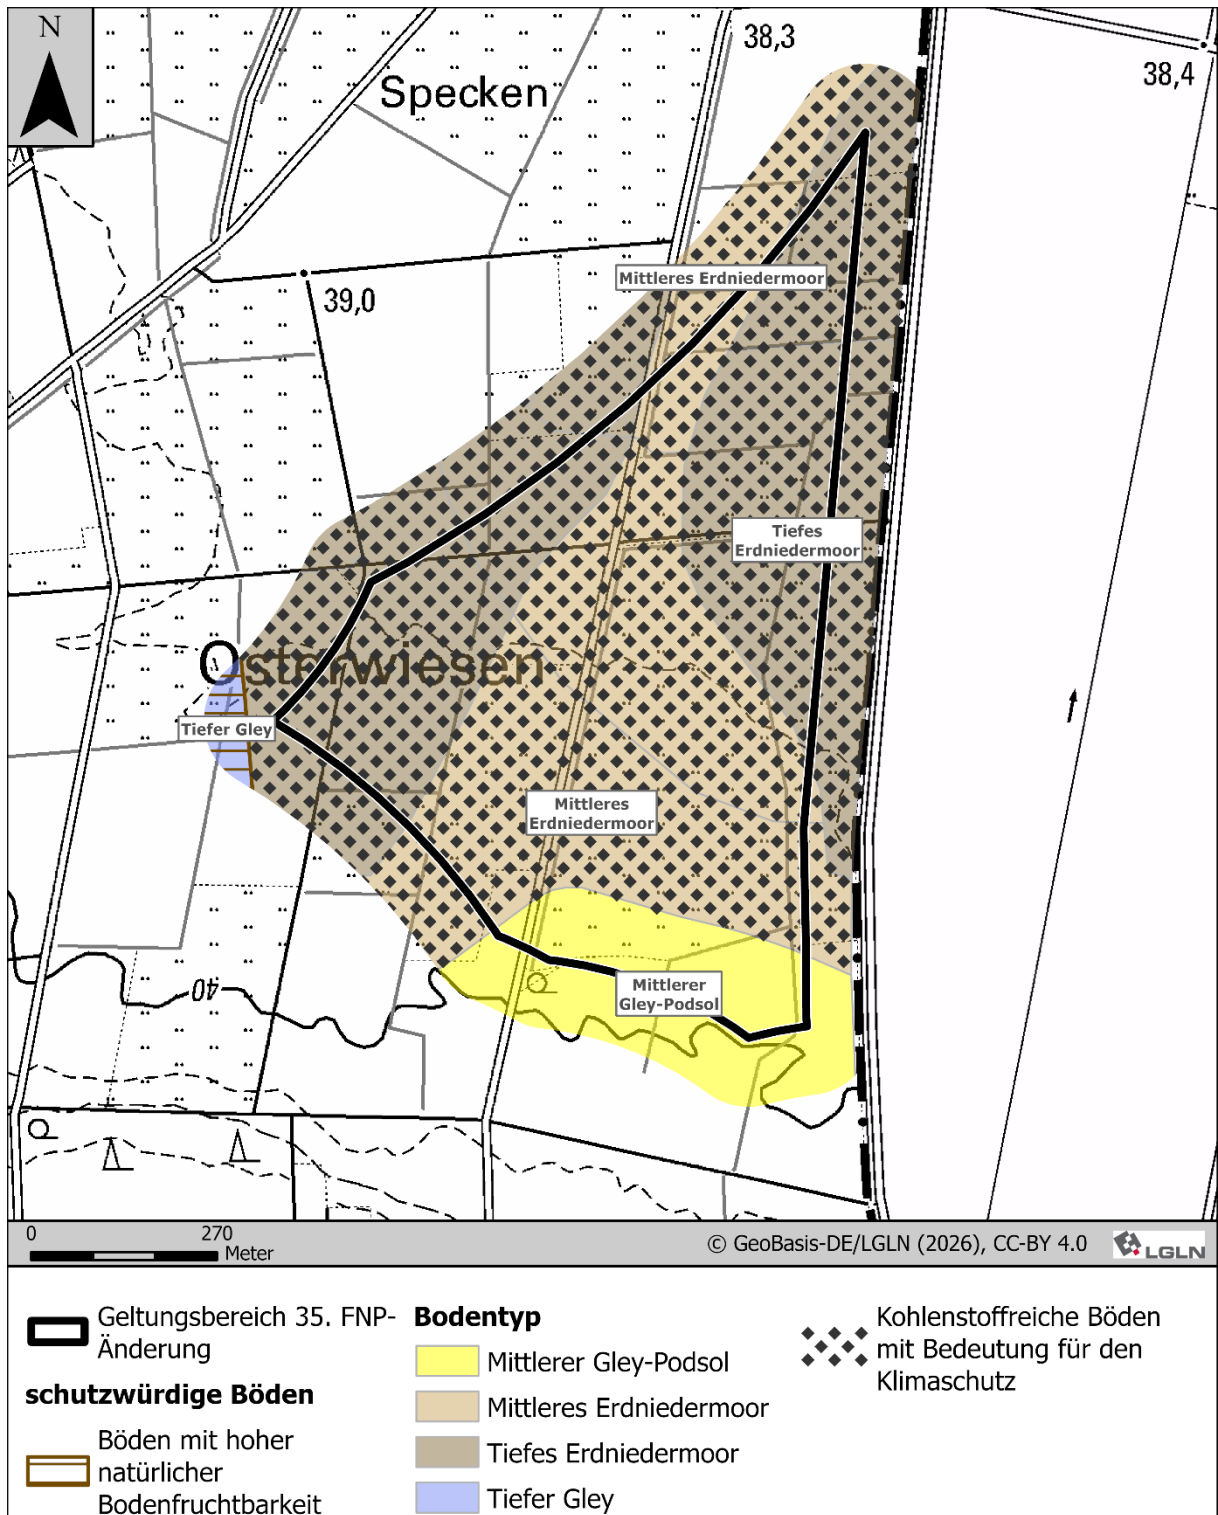 N
38,3
38,4
Specken
Mittleres Erdniedermoor
39,0
Tiefes
Erdniedermoor
Osterwiesen
Tiefer Gley
Mittleres
Erdniedermoor
Mittlerer
Gley-Podsol
40
0 270
Meter
© GeoBasis-DE/LGLN (2026), CC-BY 4.0
LGLN
Geltungsbereich 35. FNP-
Änderung
schutzwürdige Böden
Böden mit hoher
natürlicher
Bodenfruchtbarkeit
Bodentyp
Mittlerer Gley-Podsol
Mittleres Erdniedermoor
Tiefes Erdniedermoor
Tiefer Gley
Kohlenstoffreiche Böden
mit Bedeutung für den
Klimaschutz